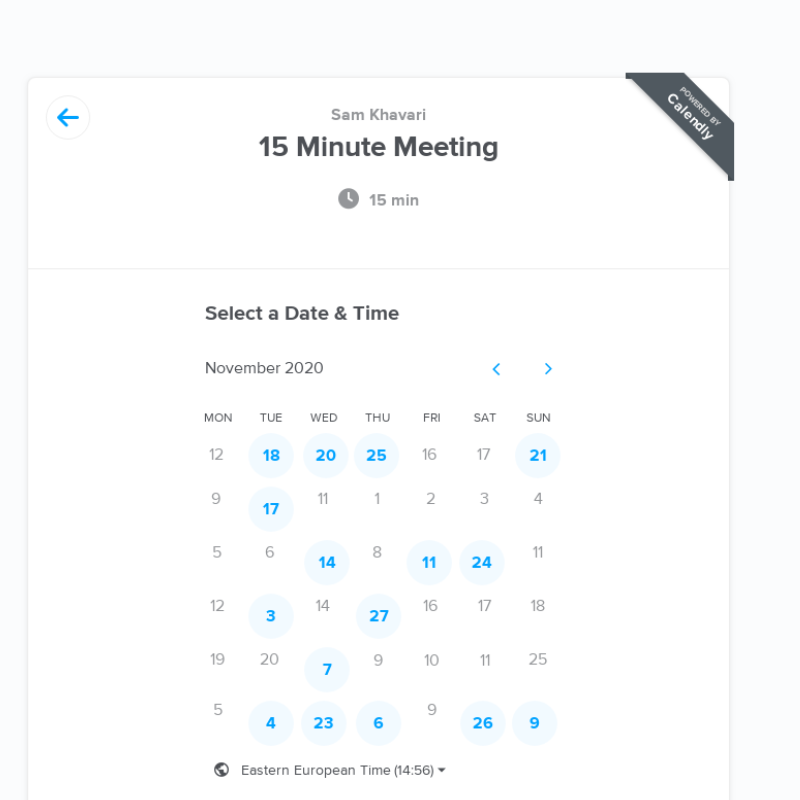 POWERED BY
Calendly
Sam Khavari
15 Minute Meeting
15 min
Select a Date & Time
November 2020
MON TUE WED THU FRI SAT SUN
12 18 20 25 16 17 21
9 17 11 1 2 3 4
5 6 14 8 11 24 11
12 3 14 27 16 17 18
19 20 7 9 10 11 25
5 4 23 6 9 26 9
Eastern European Time (14:56)